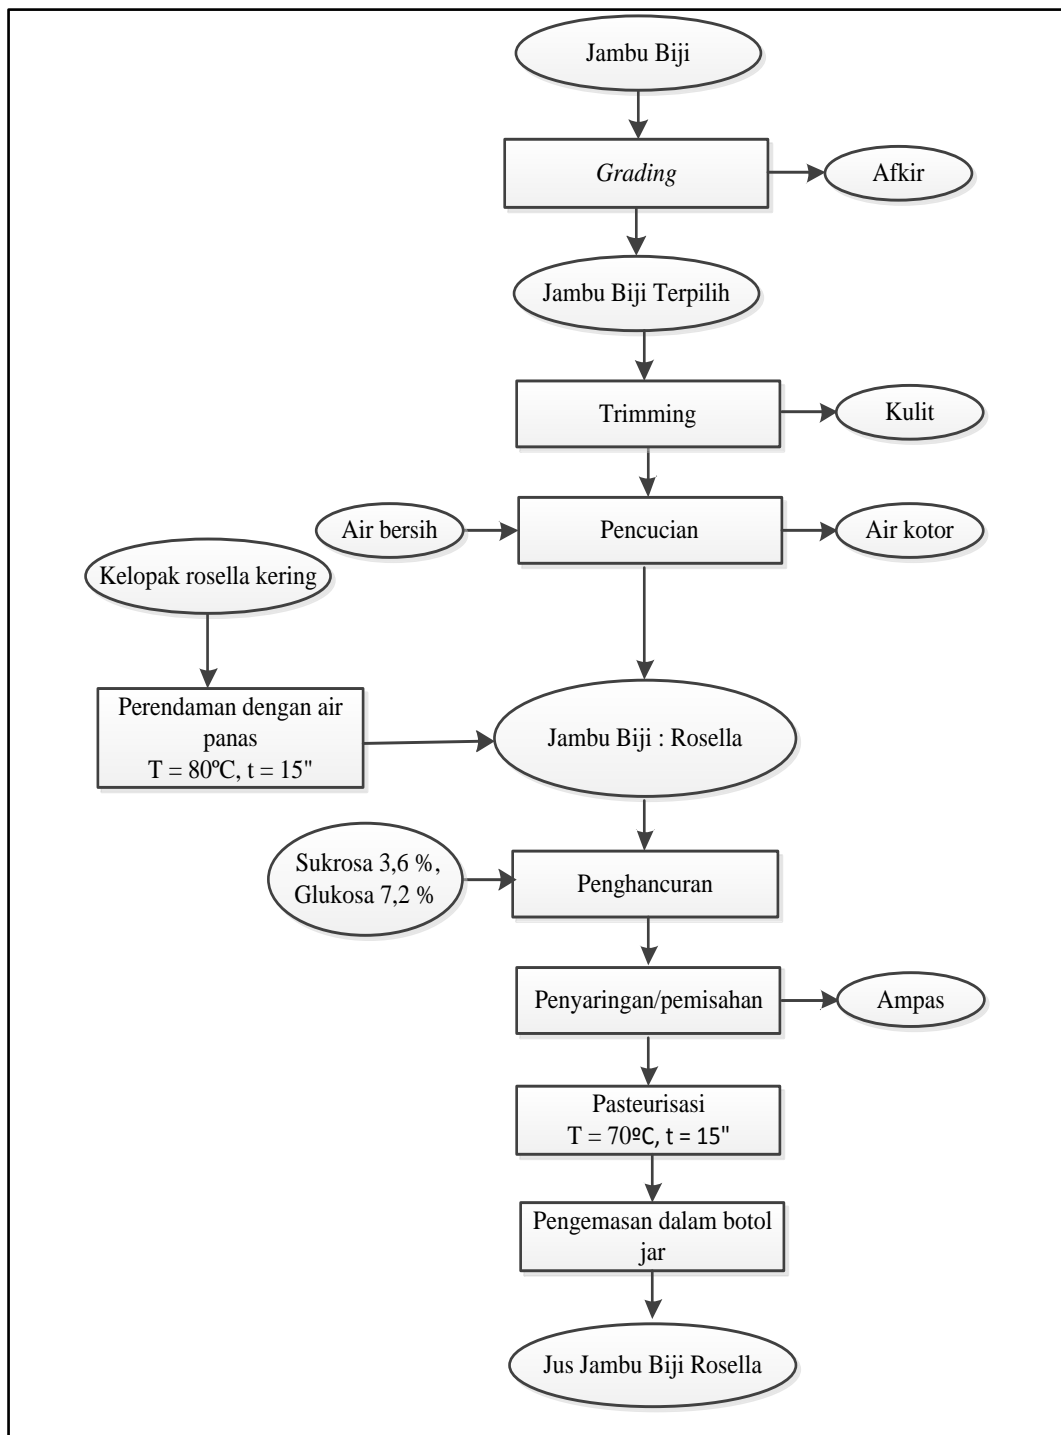 Jambu Biji
Grading
Afkir
Jambu Biji Terpilih
Trimming
Kulit
Air bersih
Pencucian
Air kotor
Kelopak rosella kering
Perendaman dengan air
panas
T = 80ºC, t = 15"
Jambu Biji : Rosella
Sukrosa 3,6 %,
Glukosa 7,2 %
Penghancuran
Penyaringan/pemisahan
Ampas
Pasteurisasi
T = 70ºC, t = 15"
Pengemasan dalam botol
jar
Jus Jambu Biji Rosella